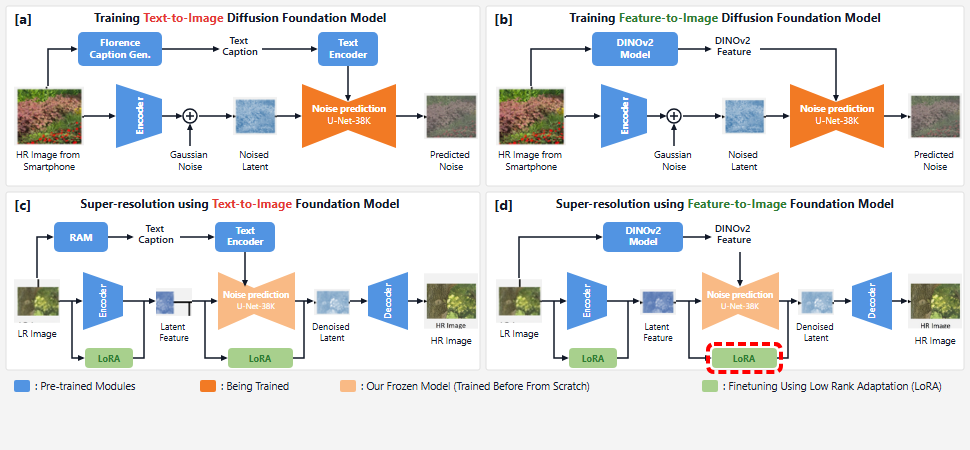 [a] Training Text-to-Image Diffusion Foundation Model
Florence
Caption Gen.
Text
Caption
Text
Encoder
Encoder
Noise prediction
U-Net-38K
HR Image from
Smartphone
Gaussian
Noise
Noised
Latent
Predicted
Noise
[b] Training Feature-to-Image Diffusion Foundation Model
DINOv2
Model
DINOv2
Feature
Encoder
Noise prediction
U-Net-38K
HR Image from
Smartphone
Gaussian
Noise
Noised
Latent
Predicted
Noise
[c] Super-resolution using Text-to-Image Foundation Model
RAM
Text
Caption
Text
Encoder
Encoder
Noise prediction
U-Net-38K
Decoder
LR Image
LR Image
Latent
Feature
Denoised
Latent
HR Image
HR Image
LoRA
LoRA
[d] Super-resolution using Feature-to-Image Foundation Model
DINOv2
Model
DINOv2
Feature
Encoder
Noise prediction
U-Net-38K
Decoder
LR Image
Latent
Feature
Denoised
Latent
HR Image
HR Image
LoRA
LoRA
: Pre-trained Modules
: Being Trained
: Our Frozen Model (Trained Before From Scratch)
: Finetuning Using Low Rank Adaptation (LoRA)